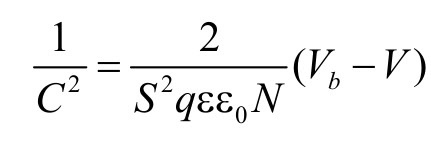 1/C² = 2/(S²qεε₀N) (V_b − V)